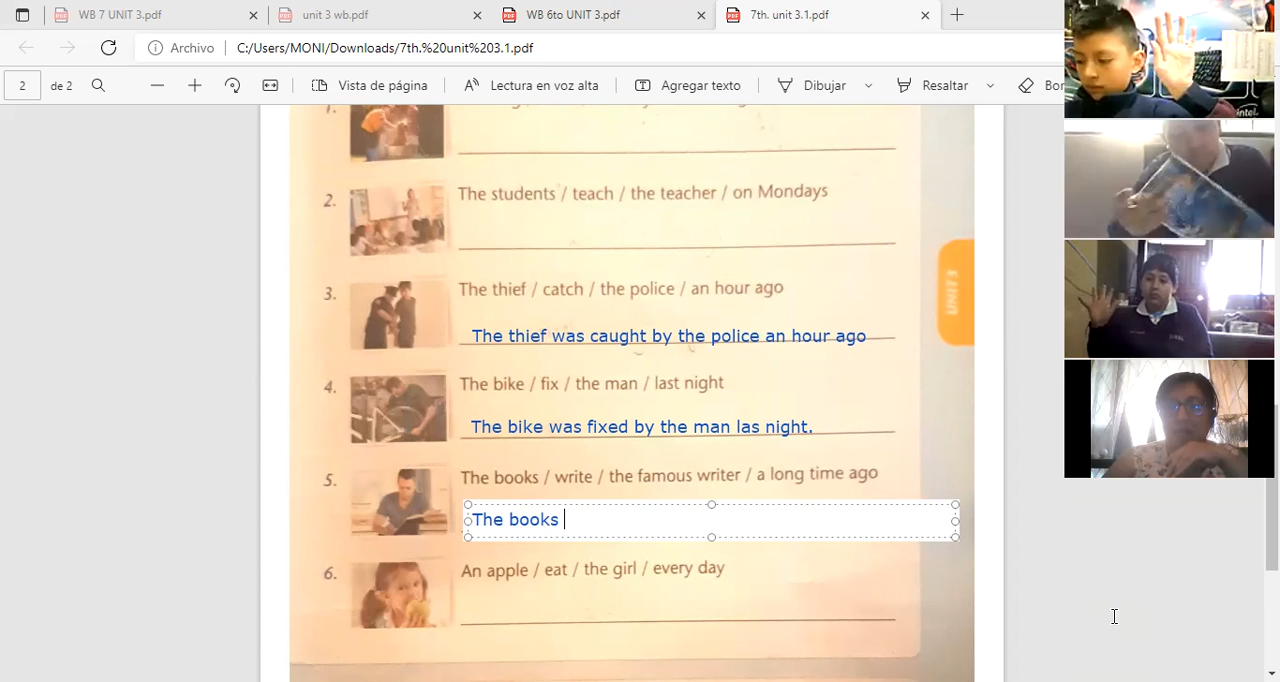 WB 7 UNIT 3.pdf
unit 3 wb.pdf
WB 6to UNIT 3.pdf
7th. unit 3.1.pdf
Archivo
C:/Users/MONI/Downloads/7th.%20unit%203.1.pdf
2 de 2
Vista de página
Lectura en voz alta
Agregar texto
Dibujar
Resaltar
1.
2. The students / teach / the teacher / on Mondays
3. The thief / catch / the police / an hour ago
The thief was caught by the police an hour ago
4. The bike / fix / the man / last night
The bike was fixed by the man las night.
5. The books / write / the famous writer / a long time ago
The books
6. An apple / eat / the girl / every day
UNIT 3
intel